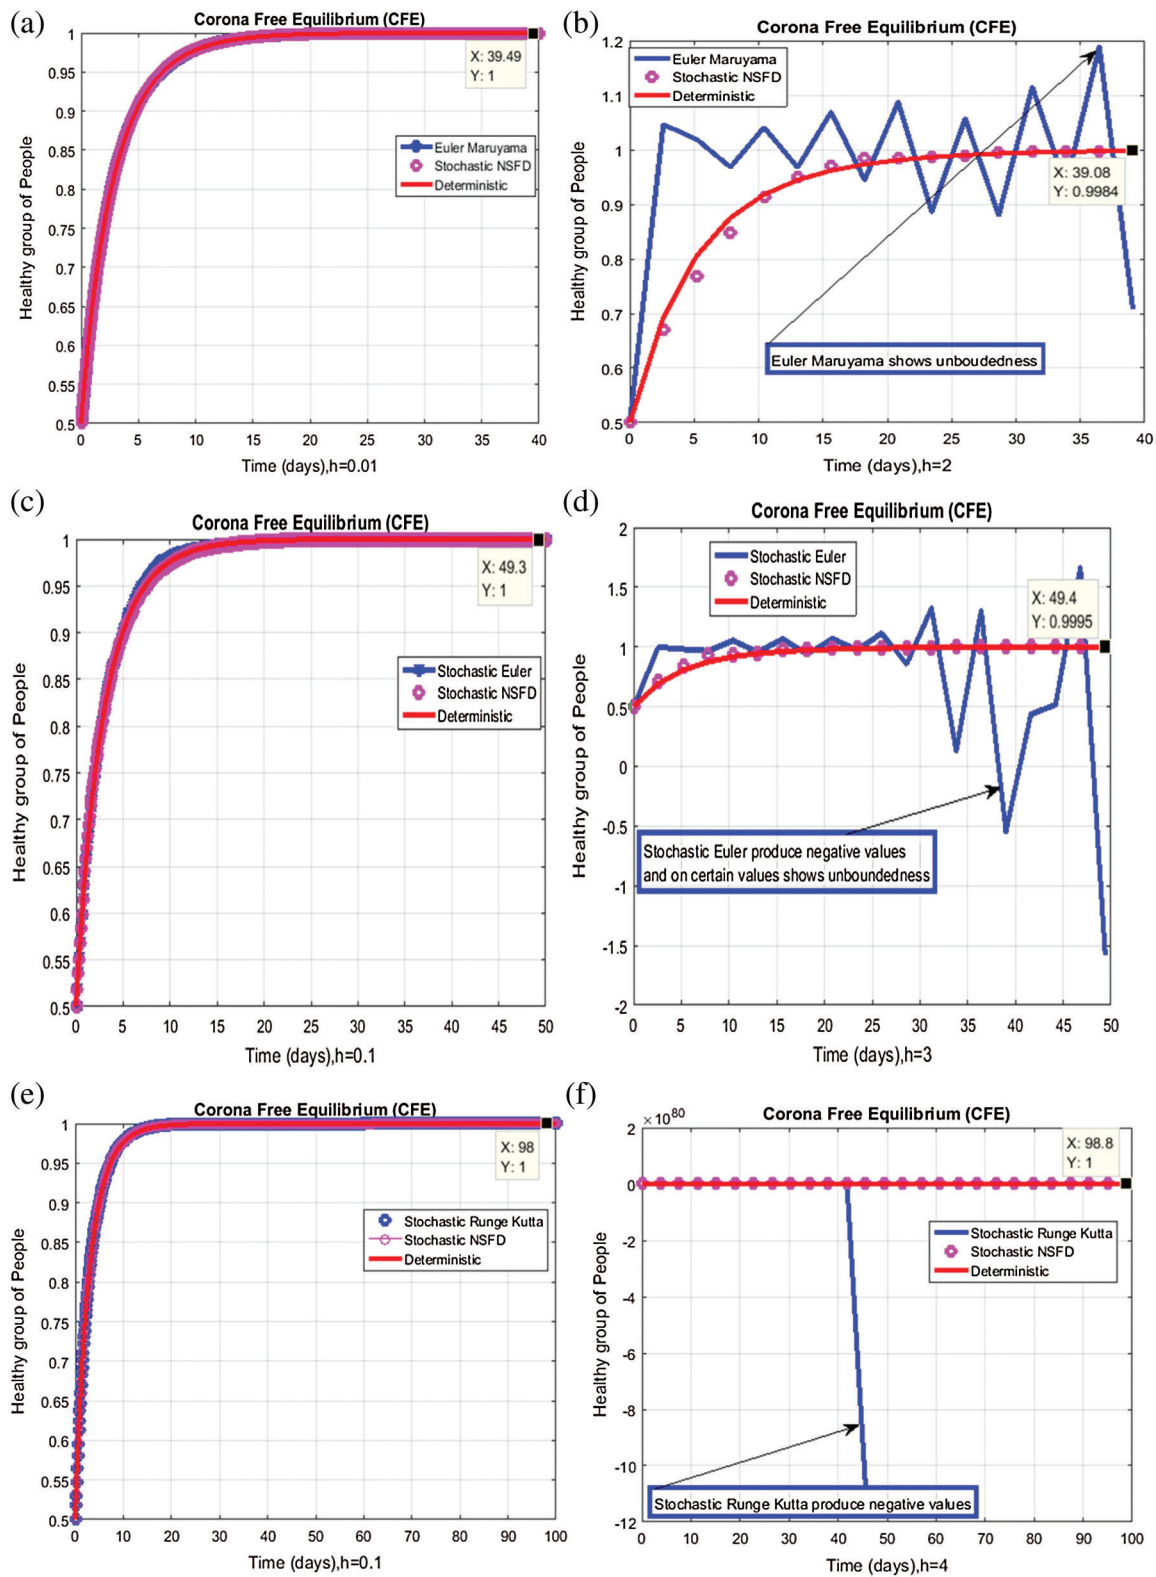 (a)
Corona Free Equilibrium (CFE)
1
0.95
0.9
0.85
0.8
0.75
0.7
0.65
0.6
0.55
0.5
Healthy group of People
X: 39.49
Y: 1
Euler Maruyama
Stochastic NSFD
Deterministic
0 5 10 15 20 25 30 35 40
Time (days),h=0.01
(b)
Corona Free Equilibrium (CFE)
1.2
1.1
1
0.9
0.8
0.7
0.6
0.5
Healthy group of People
Euler Maruyama
Stochastic NSFD
Deterministic
X: 39.08
Y: 0.9984
Euler Maruyama shows unboudedness
0 5 10 15 20 25 30 35 40
Time (days),h=2
(c)
Corona Free Equilibrium (CFE)
1
0.95
0.9
0.85
0.8
0.75
0.7
0.65
0.6
0.55
0.5
Healthy group of People
X: 49.3
Y: 1
Stochastic Euler
Stochastic NSFD
Deterministic
0 5 10 15 20 25 30 35 40 45 50
Time (days),h=0.1
(d)
Corona Free Equilibrium (CFE)
2
1.5
1
0.5
0
-0.5
-1
-1.5
-2
Healthy group of People
Stochastic Euler
Stochastic NSFD
Deterministic
X: 49.4
Y: 0.9995
Stochastic Euler produce negative values
and on certain values shows unboundedness
0 5 10 15 20 25 30 35 40 45 50
Time (days),h=3
(e)
Corona Free Equilibrium (CFE)
1
0.95
0.9
0.85
0.8
0.75
0.7
0.65
0.6
0.55
0.5
Healthy group of People
X: 98
Y: 1
Stochastic Runge Kutta
Stochastic NSFD
Deterministic
0 10 20 30 40 50 60 70 80 90 100
Time (days),h=0.1
(f)
Corona Free Equilibrium (CFE)
×10^80
2
0
-2
-4
-6
-8
-10
-12
Healthy group of People
X: 98.8
Y: 1
Stochastic Runge Kutta
Stochastic NSFD
Deterministic
Stochastic Runge Kutta produce negative values
0 10 20 30 40 50 60 70 80 90 100
Time (days),h=4